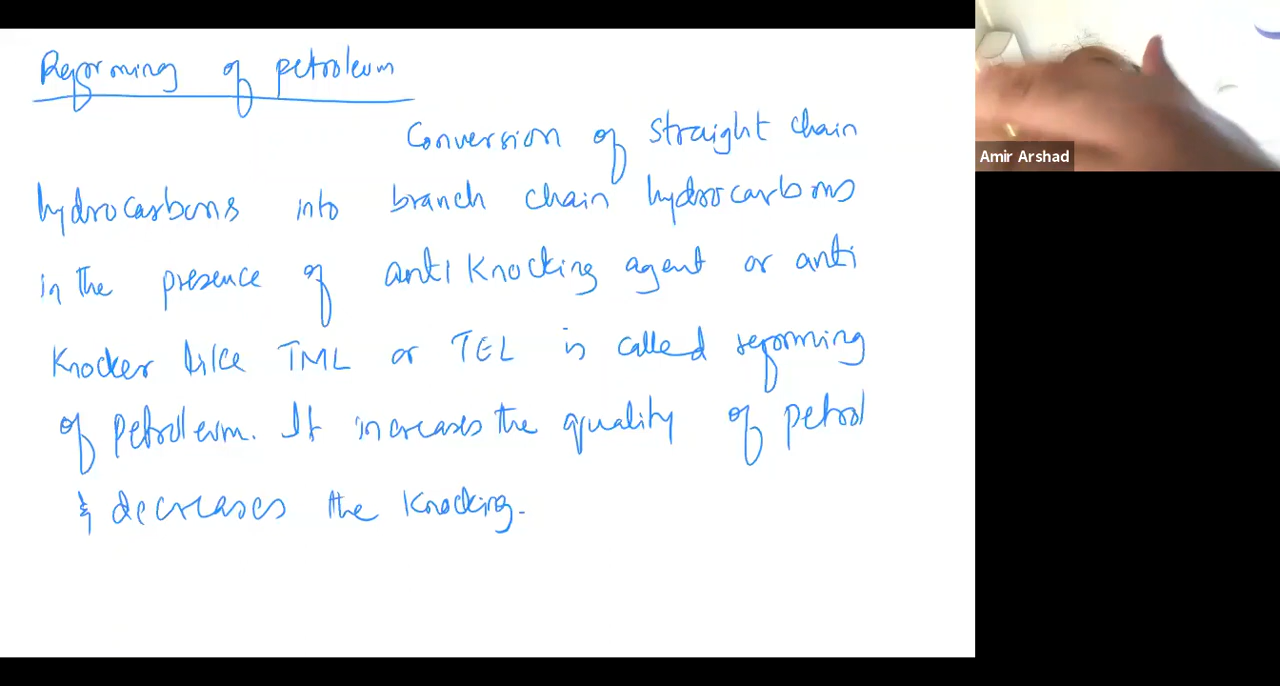 Reforming of petroleum
Conversion of straight chain
hydrocarbons into branch chain hydrocarbons
in the presence of anti Knocking agent or anti
Knocker like TML or TEL is called reforming
of petroleum. It increases the quality of petrol
& decreases the Knocking.
Amir Arshad